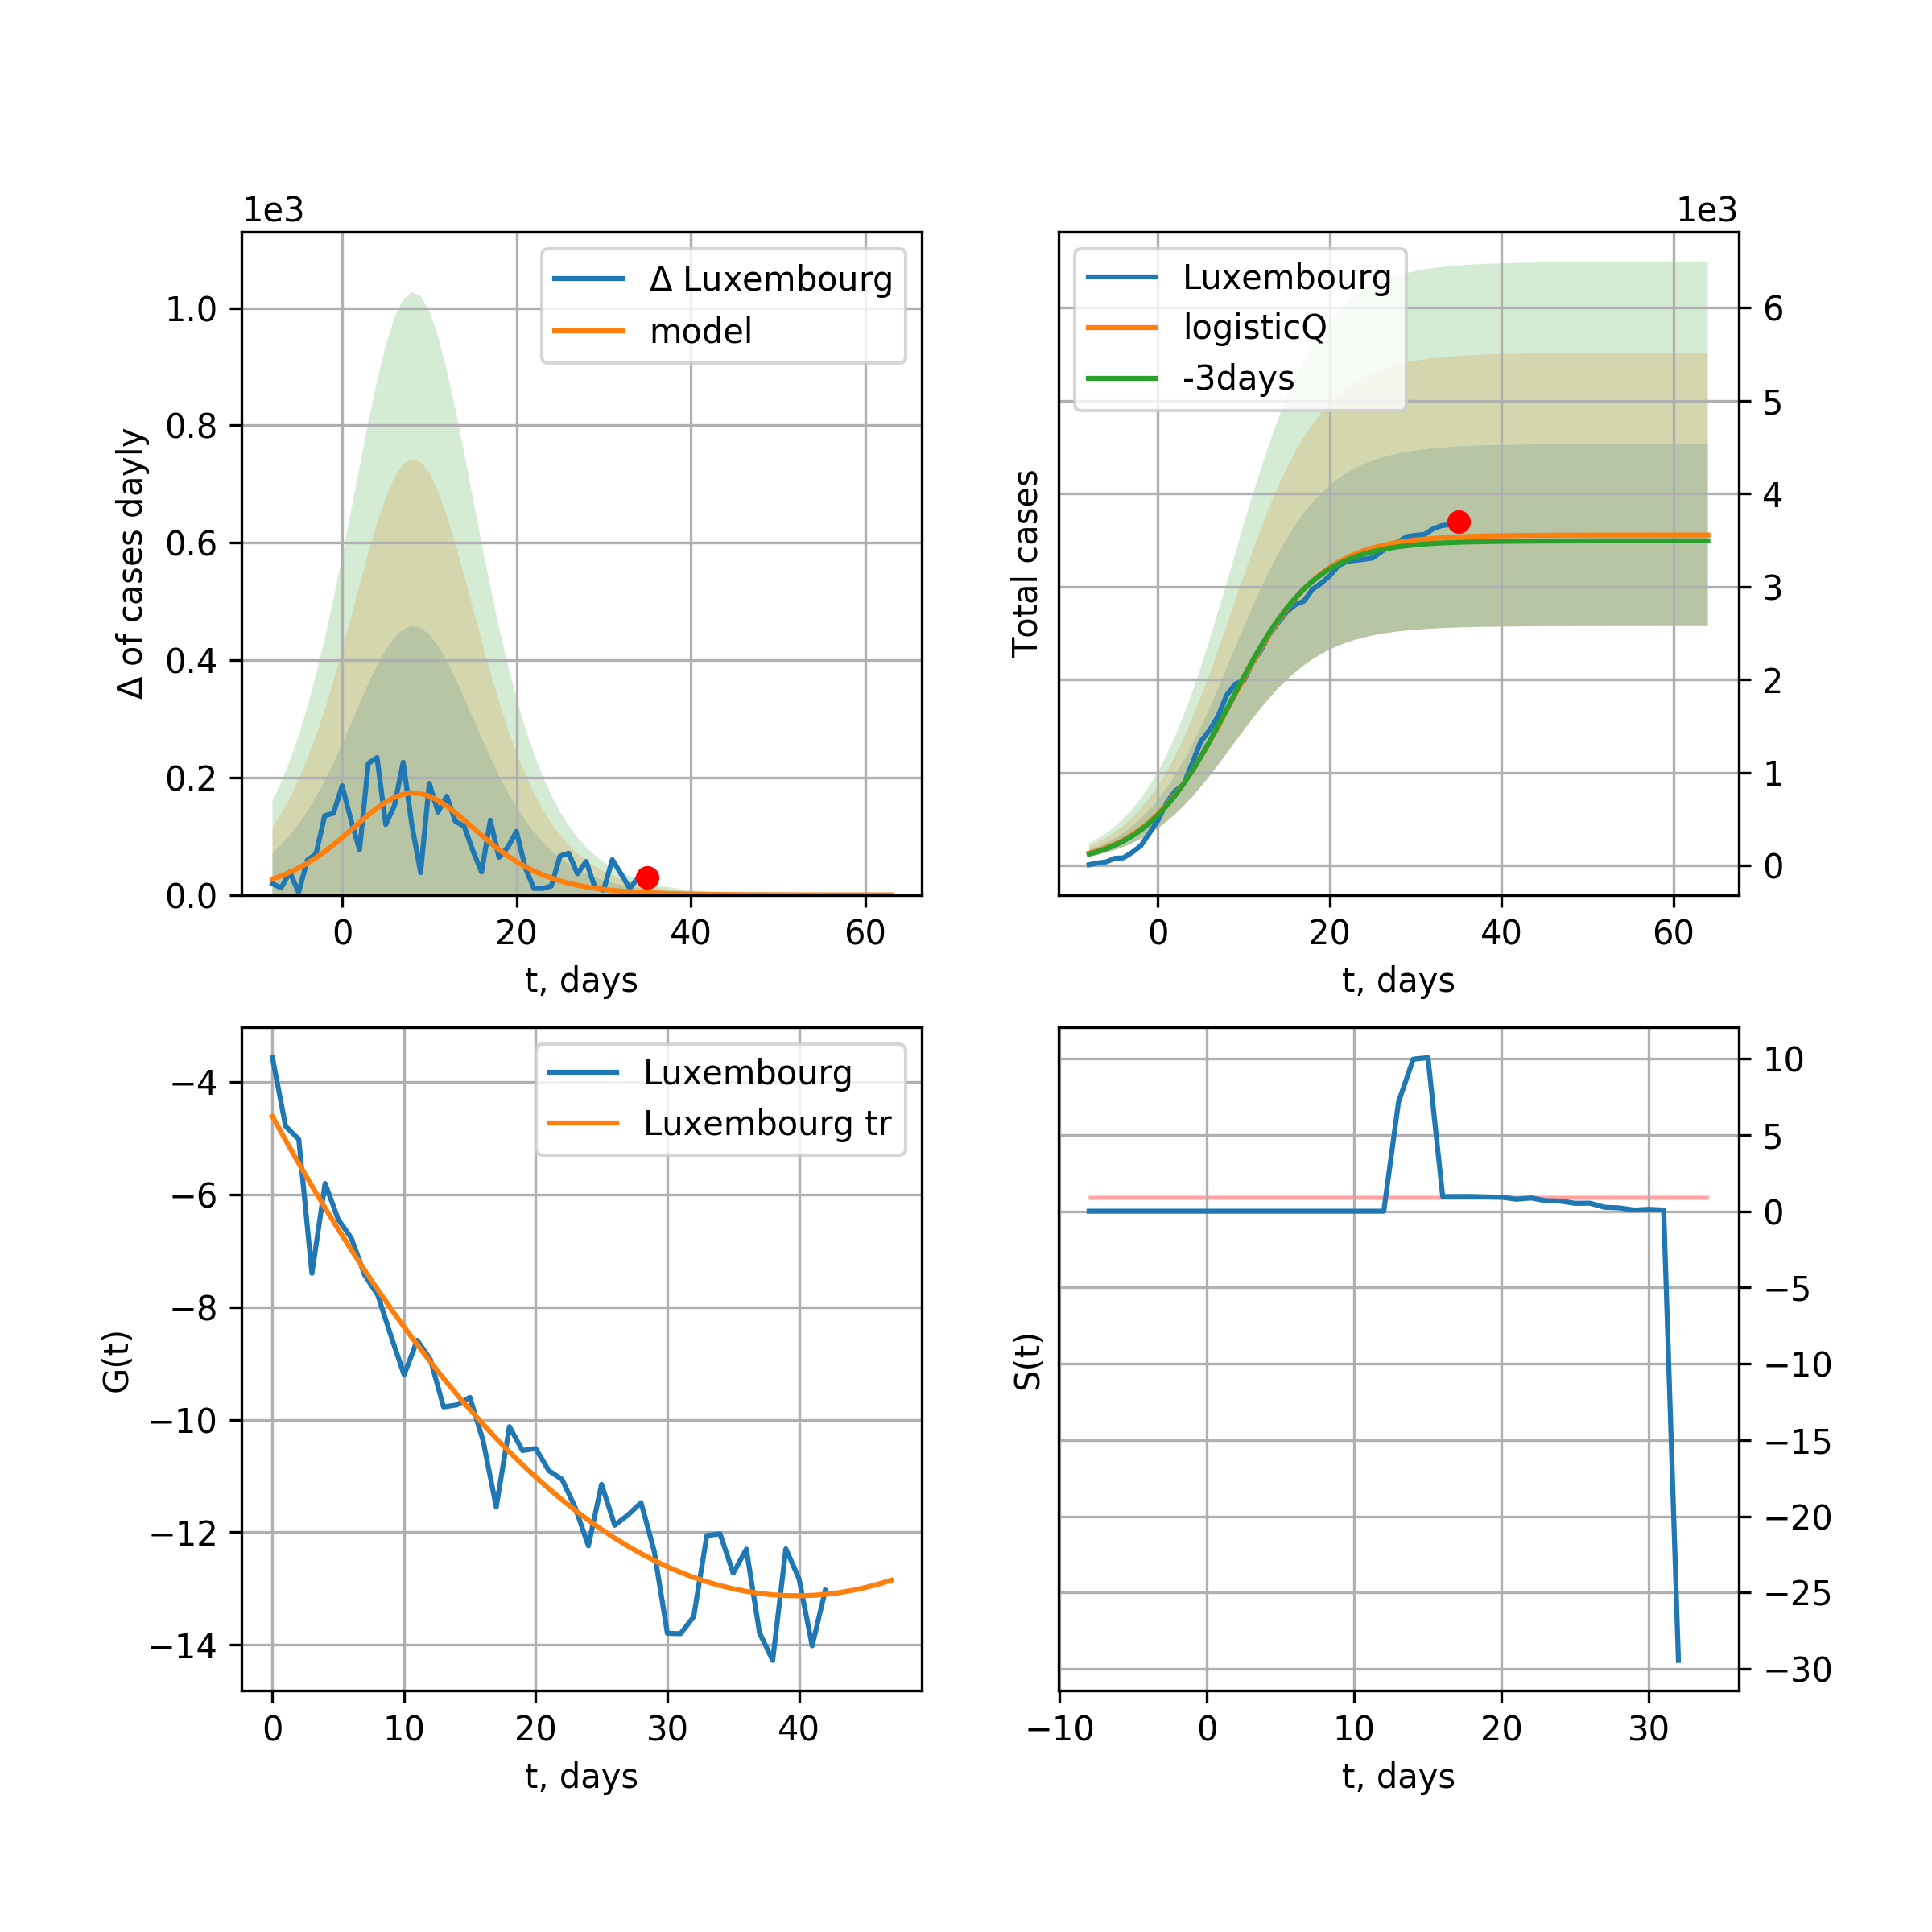 1e3
Δ of cases dayly
1.0
0.8
0.6
0.4
0.2
0.0
0 20 40 60
t, days
Δ Luxembourg
model
1e3
Total cases
6
5
4
3
2
1
0
0 20 40 60
t, days
Luxembourg
logisticQ
-3days
G(t)
−4
−6
−8
−10
−12
−14
0 10 20 30 40
t, days
Luxembourg
Luxembourg tr
S(t)
10
5
0
−5
−10
−15
−20
−25
−30
−10 0 10 20 30
t, days